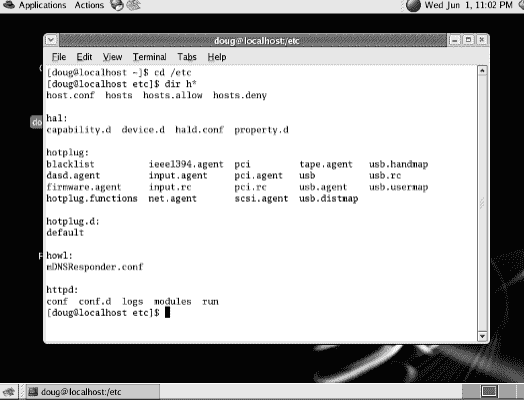 Applications Actions Wed Jun 1, 11:02 PM
doug@localhost:/etc
File Edit View Terminal Tabs Help
[doug@localhost ~]$ cd /etc
[doug@localhost etc]$ dir h*
host.conf hosts hosts.allow hosts.deny
hal:
capability.d device.d hald.conf property.d
hotplug:
blacklist ieee1394.agent pci tape.agent usb.handmap
dasd.agent input.agent pci.agent usb usb.rc
firmware.agent input.rc pci.rc usb.agent usb.usermap
hotplug.functions net.agent scsi.agent usb.distmap
hotplug.d:
default
howl:
mDNSResponder.conf
httpd:
conf conf.d logs modules run
[doug@localhost etc]$
doug@localhost:/etc